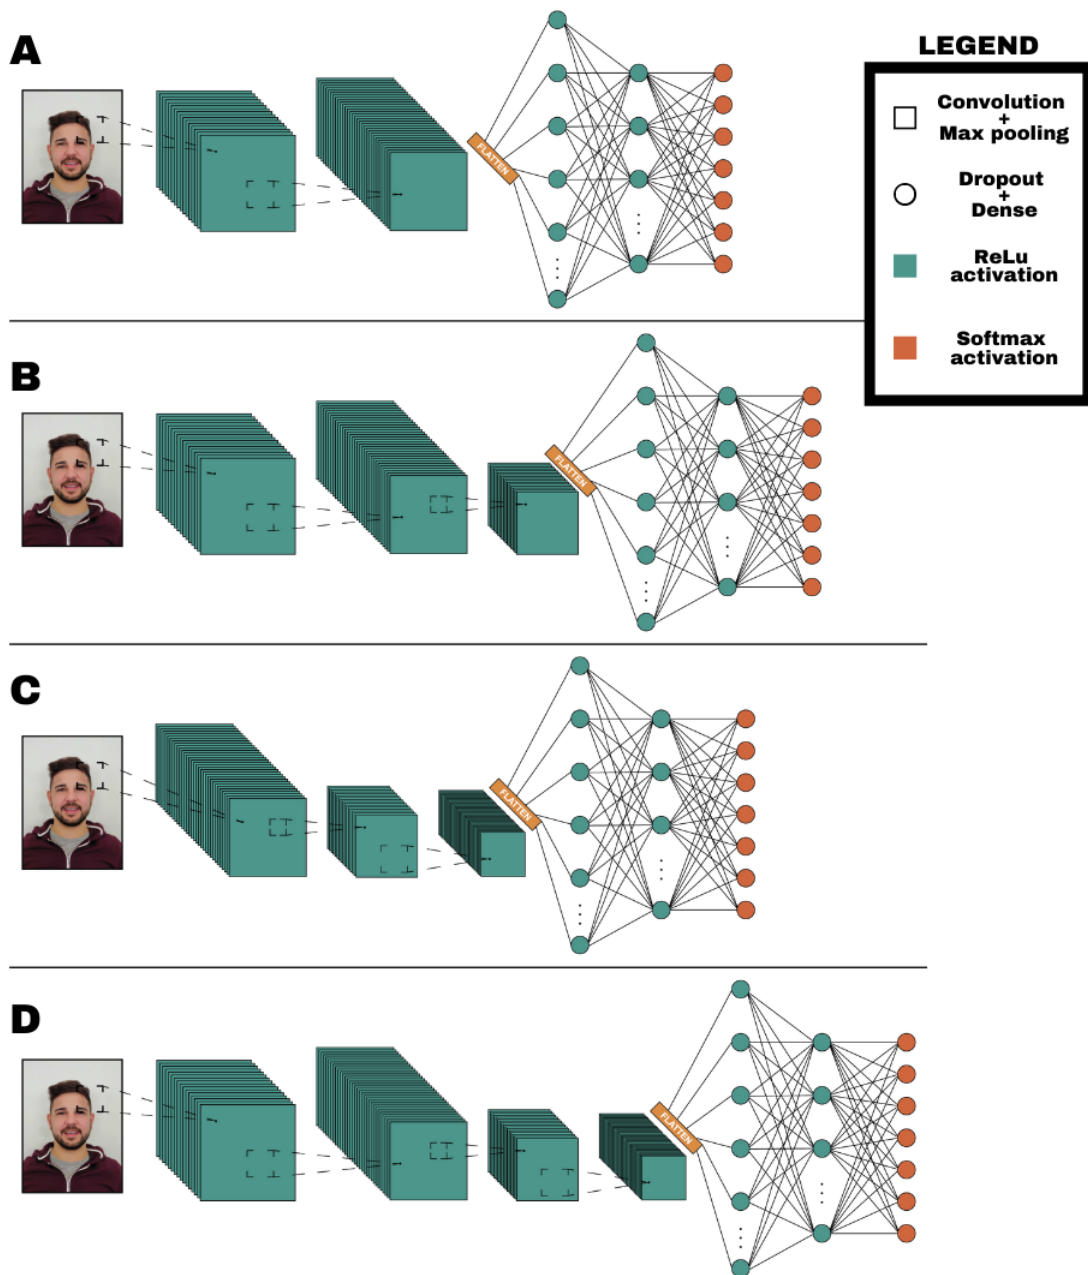 A
LEGEND
Convolution
+
Max pooling
Dropout
+
Dense
ReLu
activation
Softmax
activation
FLATTEN
B
FLATTEN
C
FLATTEN
D
FLATTEN